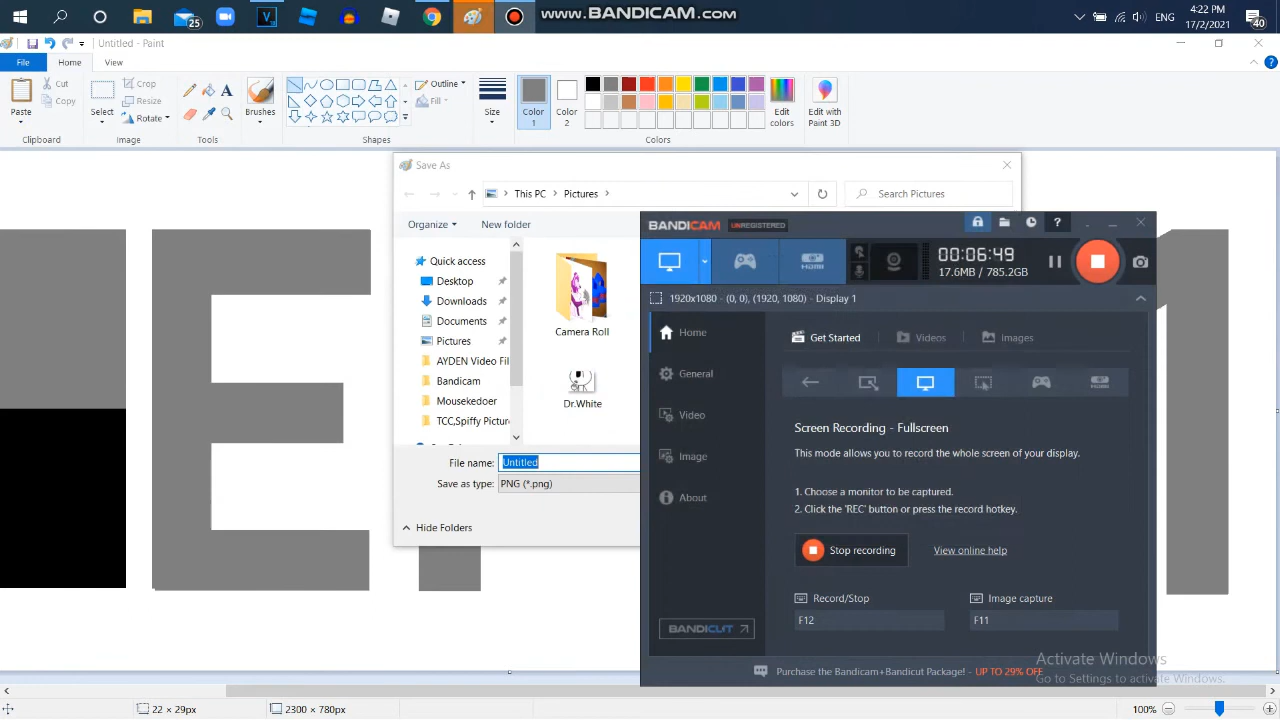 25
www.BANDICAM.com
ENG
4:22 PM
17/2/2021
40
Untitled - Paint
File
Home
View
Paste
Cut
Copy
Clipboard
Select
Crop
Resize
Rotate
Image
Tools
Brushes
Shapes
Outline
Fill
Size
Color
1
Color
2
Edit
colors
Colors
Edit with
Paint 3D
Save As
This PC
Pictures
Search Pictures
Organize
New folder
Quick access
Desktop
Downloads
Documents
Pictures
AYDEN Video Fil
Bandicam
Mousekedoer
TCC,Spiffy Picture
Camera Roll
Dr.White
File name:
Untitled
Save as type:
PNG (*.png)
Hide Folders
BANDICAM
UNREGISTERED
00:06:49
17.6MB / 785.2GB
HDMI
1920x1080 - (0, 0), (1920, 1080) - Display 1
Home
General
Video
Image
About
BANDICUT
Get Started
Videos
Images
Screen Recording - Fullscreen
This mode allows you to record the whole screen of your display.
1. Choose a monitor to be captured.
2. Click the 'REC' button or press the record hotkey.
Stop recording
View online help
Record/Stop
F12
Image capture
F11
Purchase the Bandicam+Bandicut Package! - UP TO 29% OFF
Activate Windows
Go to Settings to activate Windows.
E
1
22 × 29px
2300 × 780px
100%